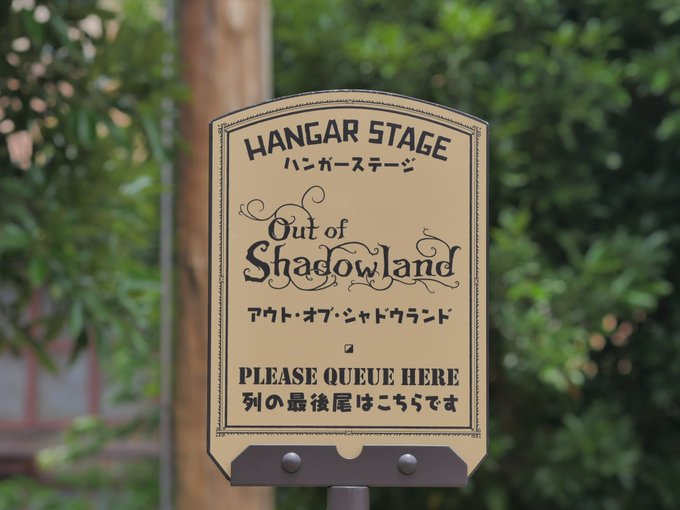 HANGAR STAGE
ハンガーステージ
Out of
Shadowland
アウト・オブ・シャドウランド
PLEASE QUEUE HERE
列の最後尾はこちらです